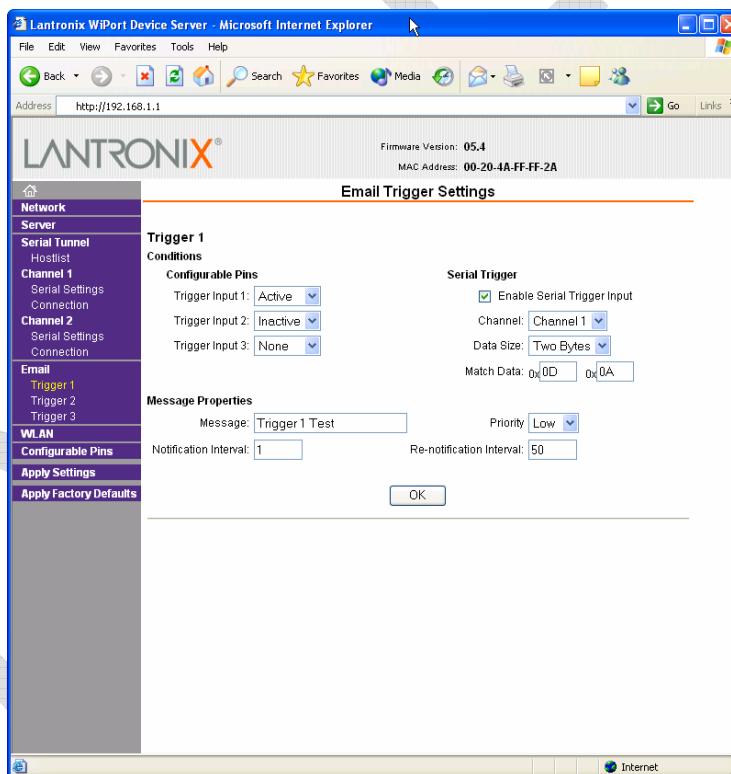 Lantronix WiPort Device Server - Microsoft Internet Explorer
File Edit View Favorites Tools Help
Back Search Favorites Media
Address http://192.168.1.1 Go Links
LANTRONIX®
Firmware Version: 05.4
MAC Address: 00-20-4A-FF-FF-2A
Email Trigger Settings
Network
Server
Serial Tunnel
Hostlist
Channel 1
Serial Settings
Connection
Channel 2
Serial Settings
Connection
Email
Trigger 1
Trigger 2
Trigger 3
WLAN
Configurable Pins
Apply Settings
Apply Factory Defaults
Trigger 1
Conditions
Configurable Pins
Trigger Input 1: Active
Trigger Input 2: Inactive
Trigger Input 3: None
Serial Trigger
Enable Serial Trigger Input
Channel: Channel 1
Data Size: Two Bytes
Match Data: 0x 0D 0x 0A
Message Properties
Message: Trigger 1 Test Priority Low
Notification Interval: 1 Re-notification Interval: 50
OK
Internet